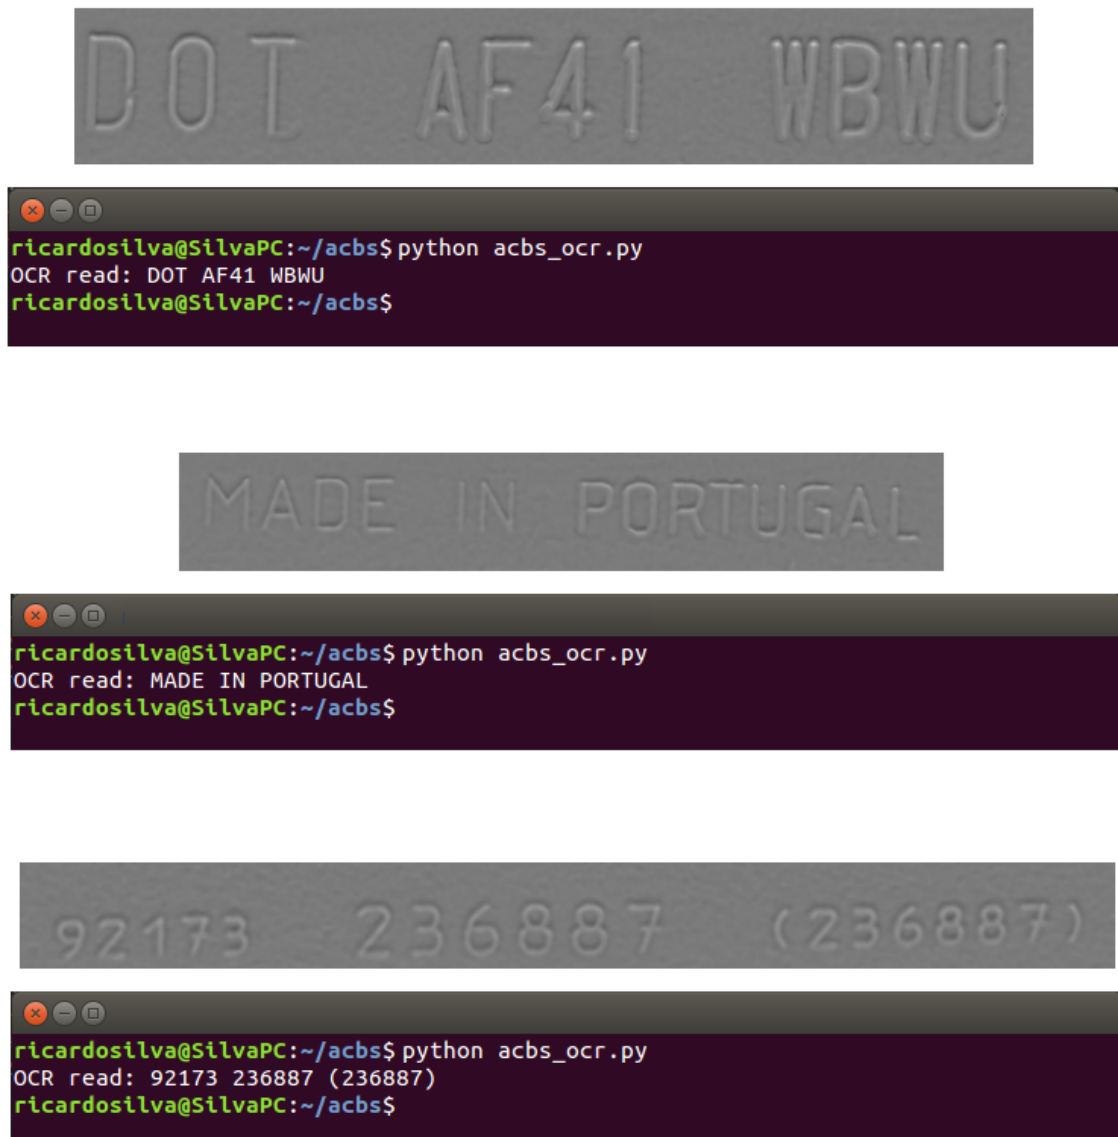 DOT AF41 WBWU
ricardosilva@SilvaPC:~/acbs$ python acbs_ocr.py
OCR read: DOT AF41 WBWU
ricardosilva@SilvaPC:~/acbs$
MADE IN PORTUGAL
ricardosilva@SilvaPC:~/acbs$ python acbs_ocr.py
OCR read: MADE IN PORTUGAL
ricardosilva@SilvaPC:~/acbs$
92173 236887 (236887)
ricardosilva@SilvaPC:~/acbs$ python acbs_ocr.py
OCR read: 92173 236887 (236887)
ricardosilva@SilvaPC:~/acbs$